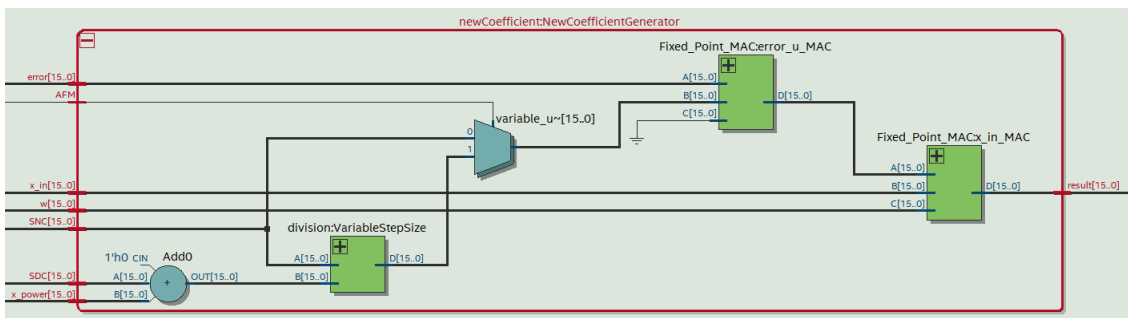 newCoefficient:NewCoefficientGenerator
Fixed_Point_MAC:error_u_MAC
error[15..0]
A[15..0]
AFM
B[15..0]
D[15..0]
C[15..0]
variable_u~[15..0]
0
1
Fixed_Point_MAC:x_in_MAC
A[15..0]
x_in[15..0]
B[15..0]
D[15..0]
result[15..0]
w[15..0]
C[15..0]
SNC[15..0]
division:VariableStepSize
1'h0 CIN
Add0
A[15..0]
D[15..0]
SDC[15..0]
A[15..0]
+
OUT[15..0]
B[15..0]
x_power[15..0]
B[15..0]